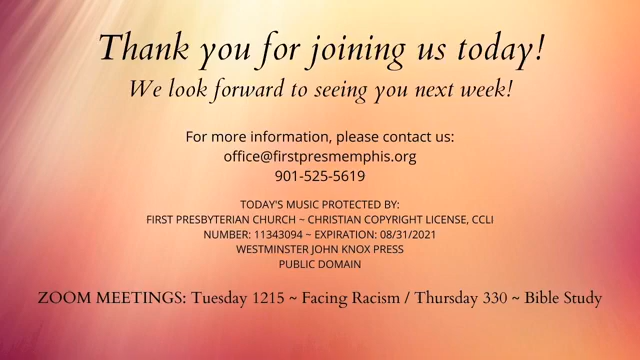 Thank you for joining us today!
We look forward to seeing you next week!
For more information, please contact us:
office@firstpresmemphis.org
901-525-5619
TODAY'S MUSIC PROTECTED BY:
FIRST PRESBYTERIAN CHURCH ~ CHRISTIAN COPYRIGHT LICENSE, CCLI
NUMBER: 11343094 ~ EXPIRATION: 08/31/2021
WESTMINSTER JOHN KNOX PRESS
PUBLIC DOMAIN
ZOOM MEETINGS: Tuesday 1215 ~ Facing Racism / Thursday 330 ~ Bible Study